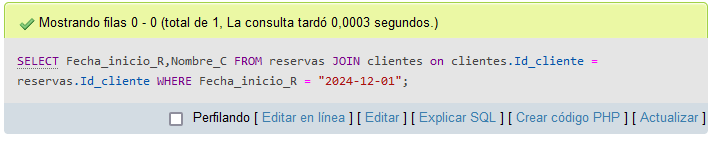 Mostrando filas 0 - 0 (total de 1, La consulta tardó 0,0003 segundos.)
SELECT Fecha_inicio_R,Nombre_C FROM reservas JOIN clientes on clientes.Id_cliente =
reservas.Id_cliente WHERE Fecha_inicio_R = "2024-12-01";
Perfilando [ Editar en línea ] [ Editar ] [ Explicar SQL ] [ Crear código PHP ] [ Actualizar ]